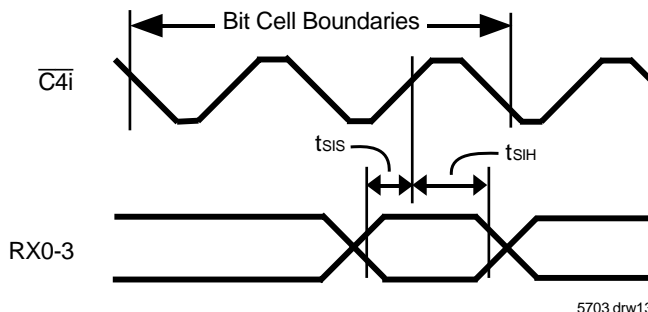 Bit Cell Boundaries
C4i
tSIS
tSIH
RX0-3
5703 drw13